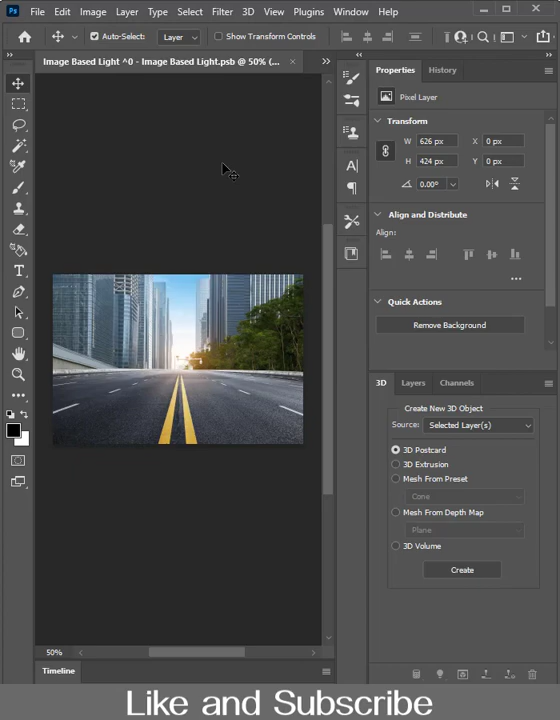 Ps File Edit Image Layer Type Select Filter 3D View Plugins Window Help
Auto-Select: Layer Show Transform Controls
Image Based Light ^0 - Image Based Light.psb @ 50% (...
Properties History
Pixel Layer
Transform
W 626 px X 0 px
H 424 px Y 0 px
0.00°
Align and Distribute
Align:
Quick Actions
Remove Background
3D Layers Channels
Create New 3D Object
Source: Selected Layer(s)
3D Postcard
3D Extrusion
Mesh From Preset
Cone
Mesh From Depth Map
Plane
3D Volume
Create
50%
Timeline
Like and Subscribe